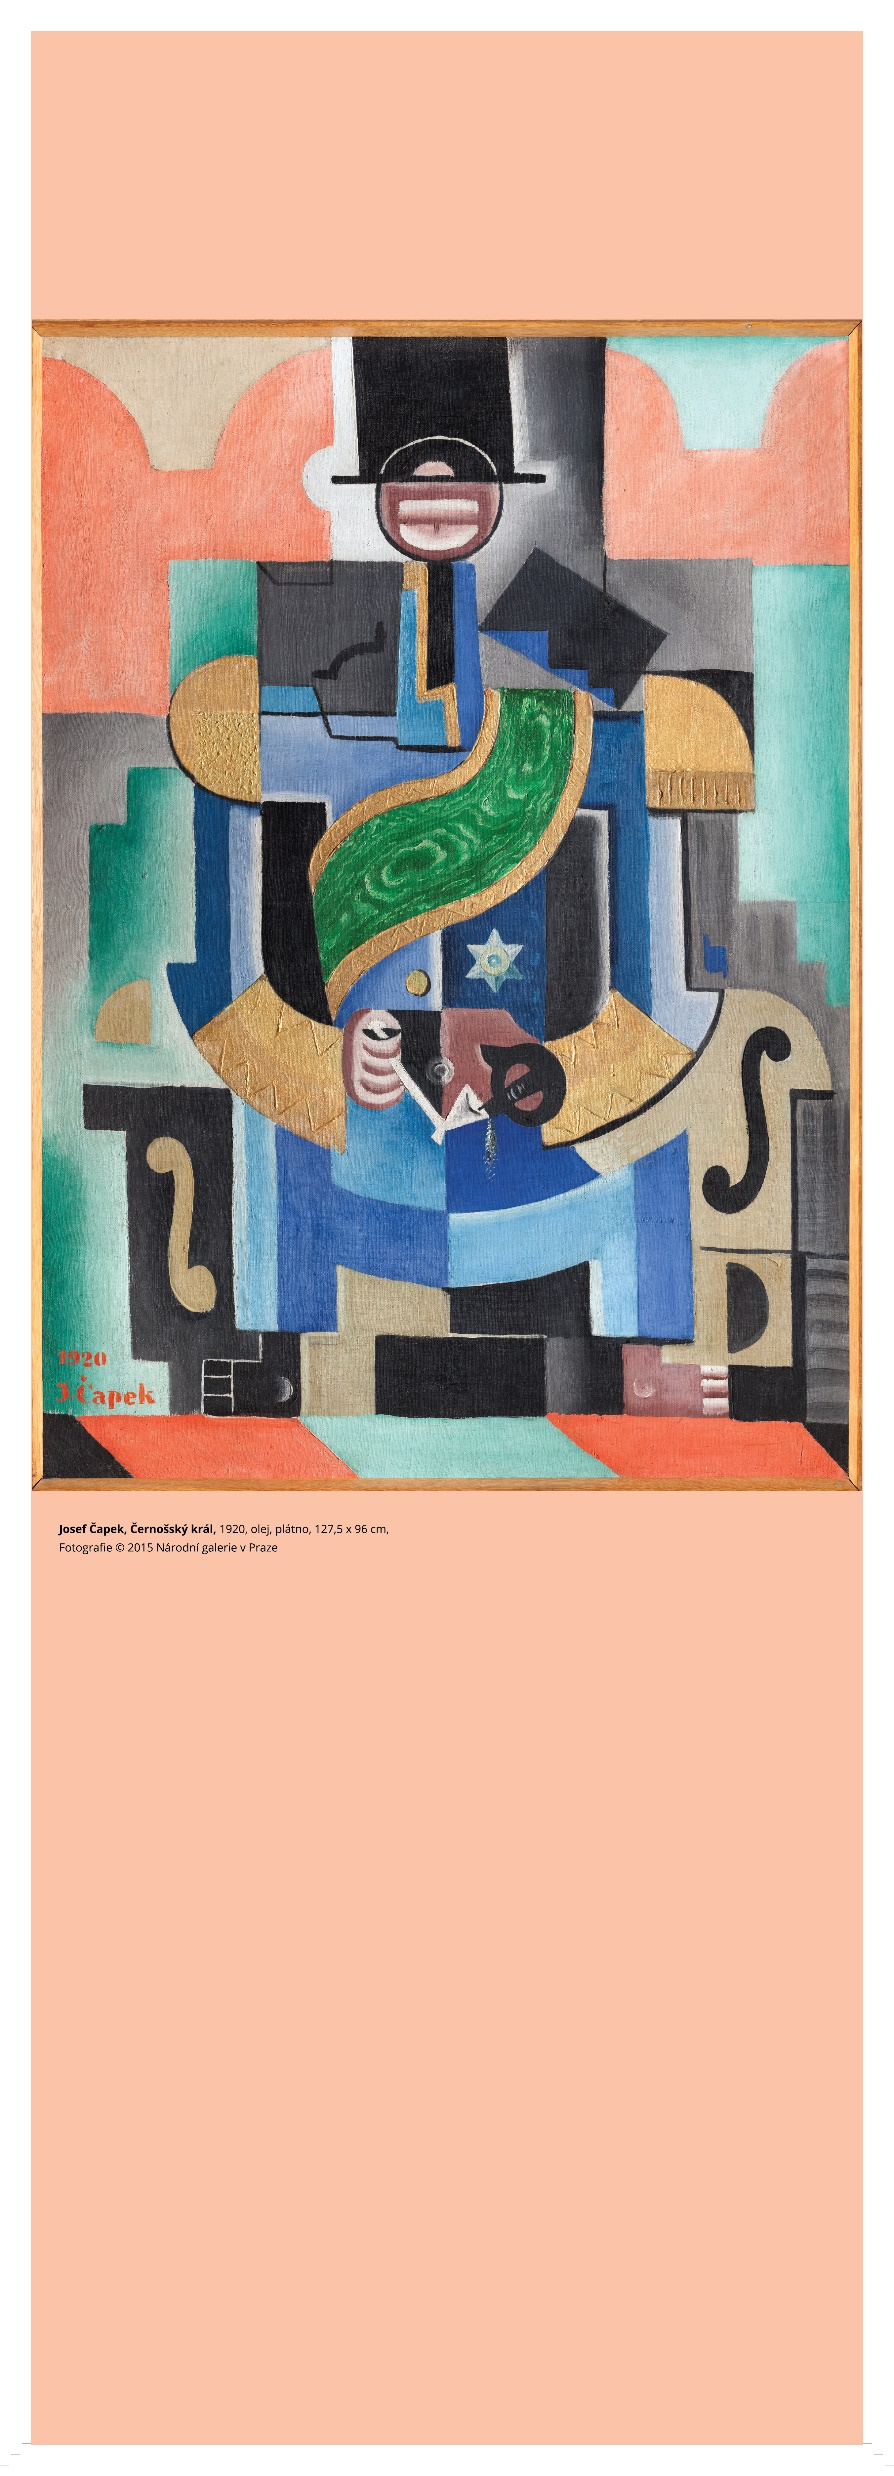 1920
J Čapek
Josef Čapek, Černošský král, 1920, olej, plátno, 127,5 x 96 cm,
Fotografie © 2015 Národní galerie v Praze